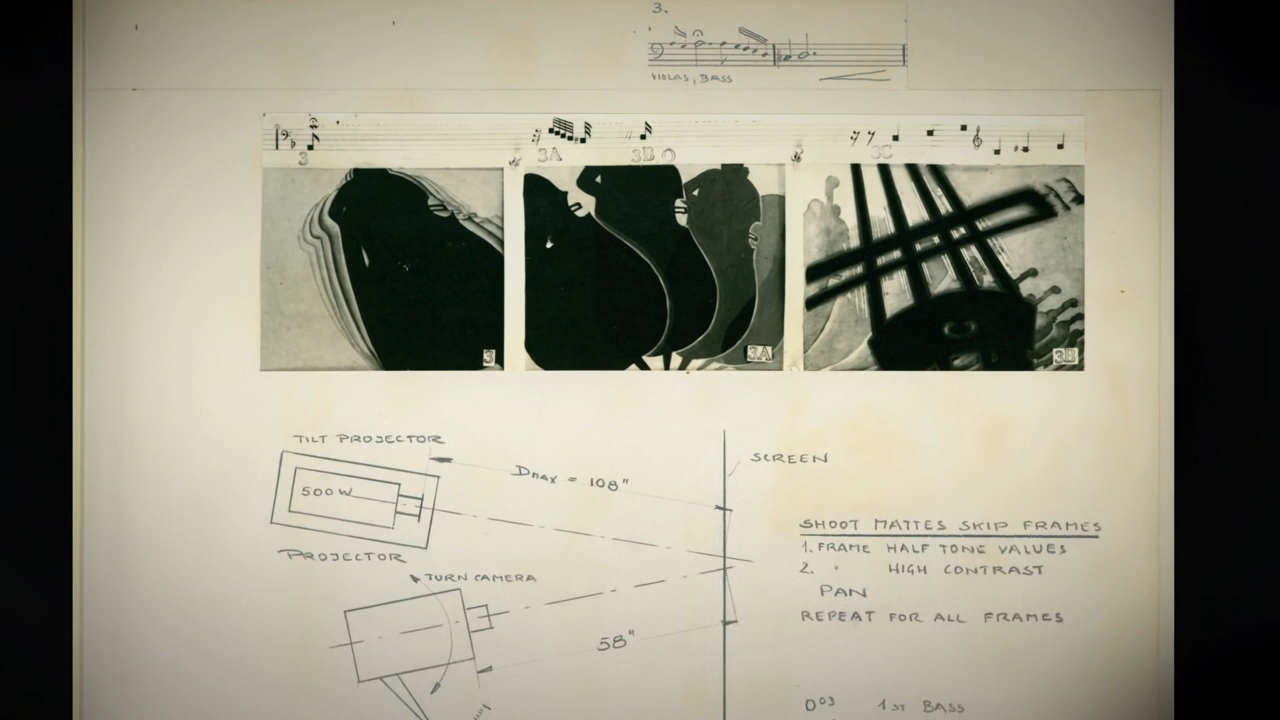 3.
VIOLAS, BASS
3 3A 3B 3C
3 3A 3B
TILT PROJECTOR
SCREEN
Dmax = 108"
500 W
SHOOT MATTES SKIP FRAMES
PROJECTOR
1. FRAME HALF TONE VALUES
2. " HIGH CONTRAST
TURN CAMERA
PAN
REPEAT FOR ALL FRAMES
58"
0⁰³ 1ST BASS